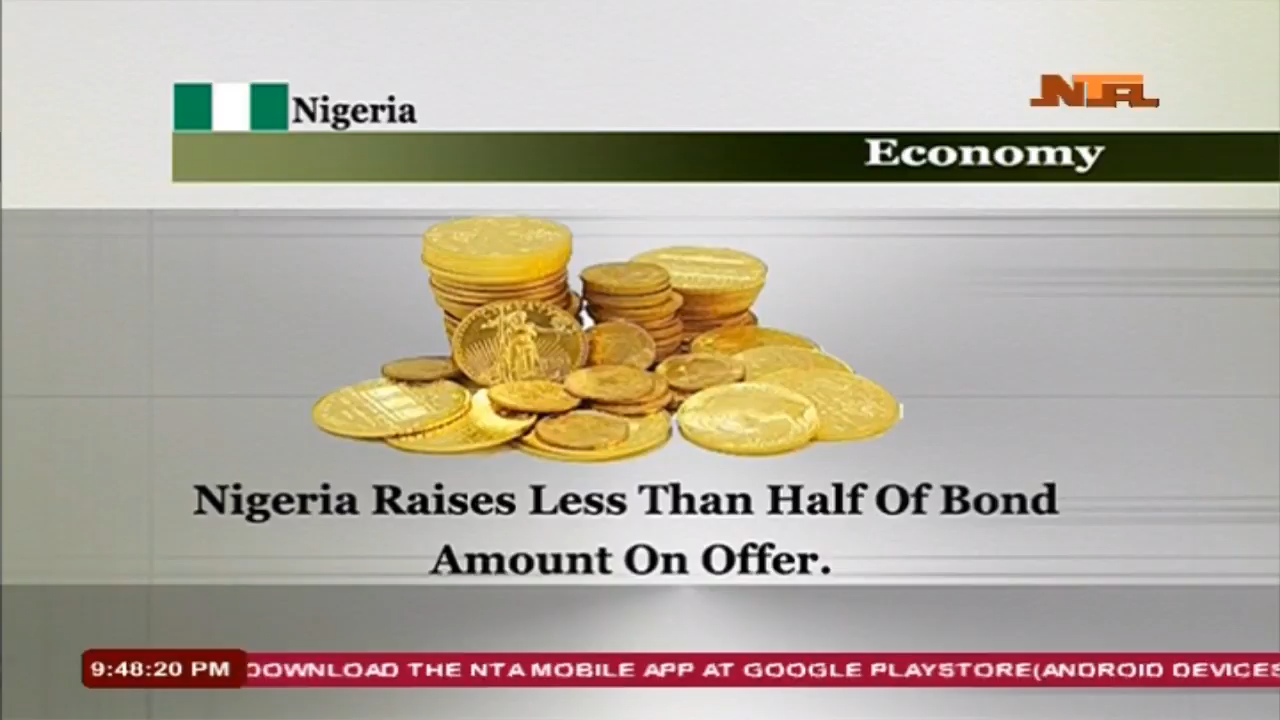 Nigeria
NTA
Economy
Nigeria Raises Less Than Half Of Bond
Amount On Offer.
9:48:20 PM
DOWNLOAD THE NTA MOBILE APP AT GOOGLE PLAYSTORE(ANDROID DEVICES